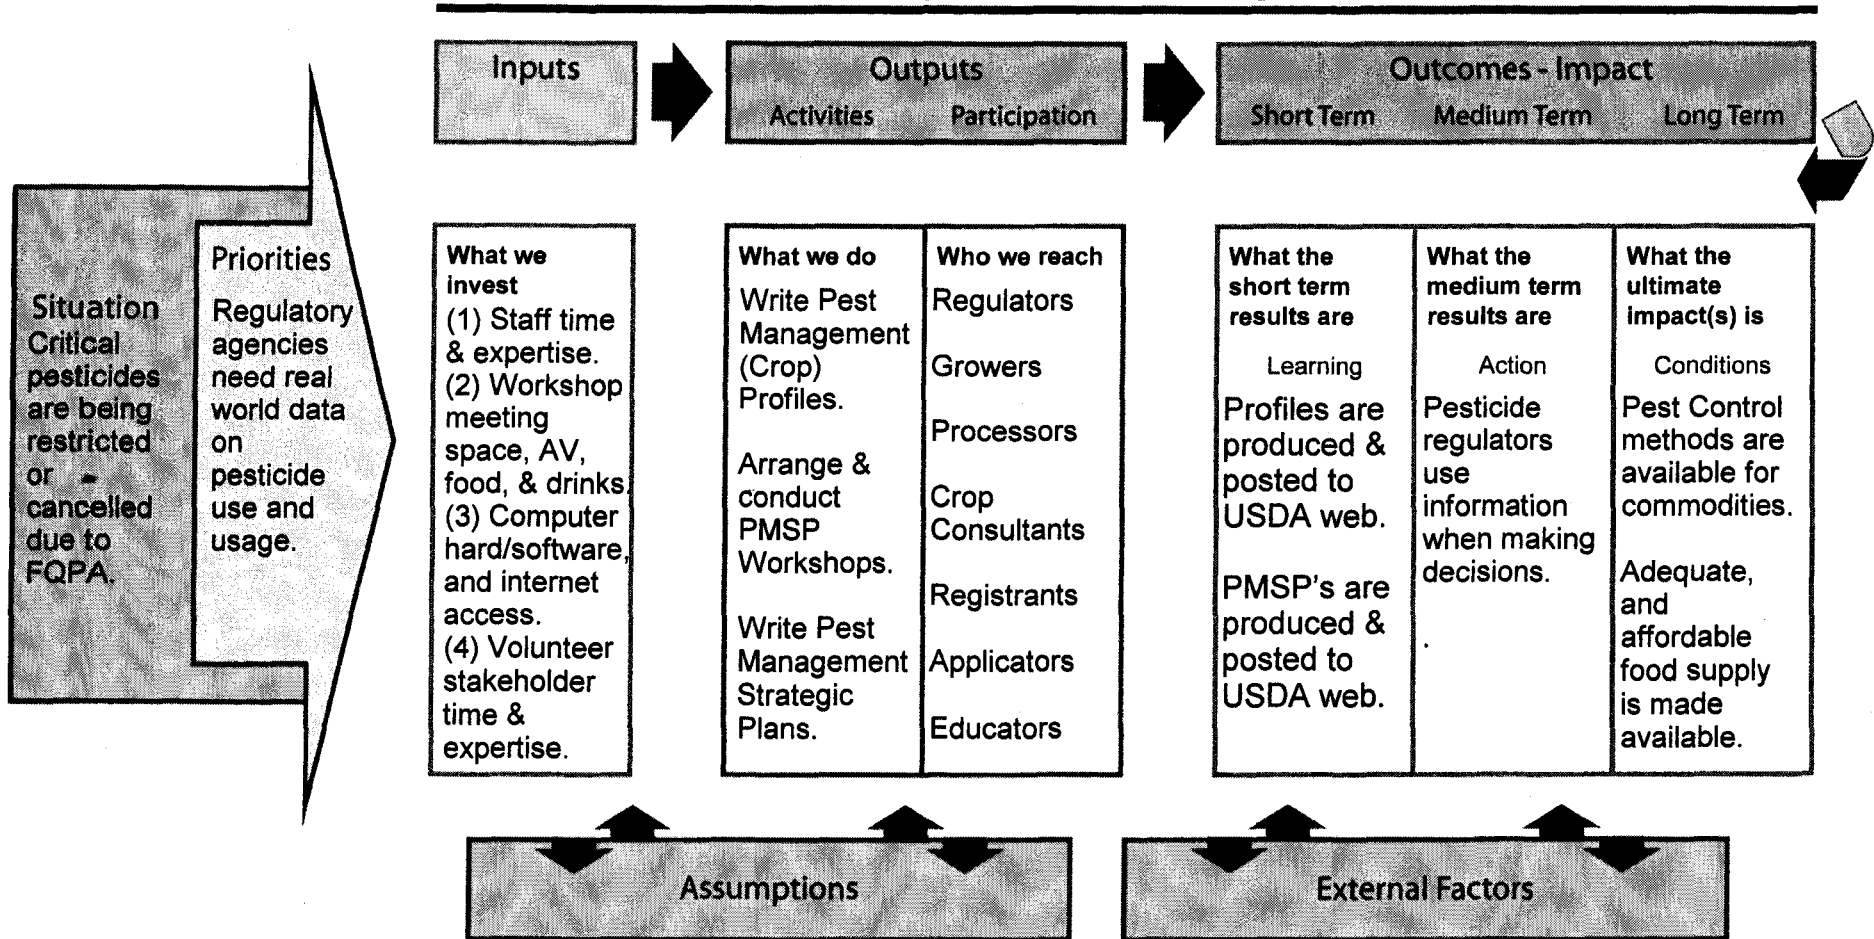 Inputs
Outputs
Activities Participation
Outcomes - Impact
Short Term Medium Term Long Term
Situation
Critical
pesticides
are being
restricted
or
cancelled
due to
FQPA.
Priorities
Regulatory
agencies
need real
world data
on
pesticide
use and
usage.
What we
invest
(1) Staff time
& expertise.
(2) Workshop
meeting
space, AV,
food, & drinks.
(3) Computer
hard/software,
and internet
access.
(4) Volunteer
stakeholder
time &
expertise.
What we do
Write Pest
Management
(Crop)
Profiles.
Arrange &
conduct
PMSP
Workshops.
Write Pest
Management
Strategic
Plans.
Who we reach
Regulators
Growers
Processors
Crop
Consultants
Registrants
Applicators
Educators
What the
short term
results are
Learning
Profiles are
produced &
posted to
USDA web.
PMSP's are
produced &
posted to
USDA web.
What the
medium term
results are
Action
Pesticide
regulators
use
information
when making
decisions.
.
What the
ultimate
impact(s) is
Conditions
Pest Control
methods are
available for
commodities.
Adequate,
and
affordable
food supply
is made
available.
Assumptions
External Factors